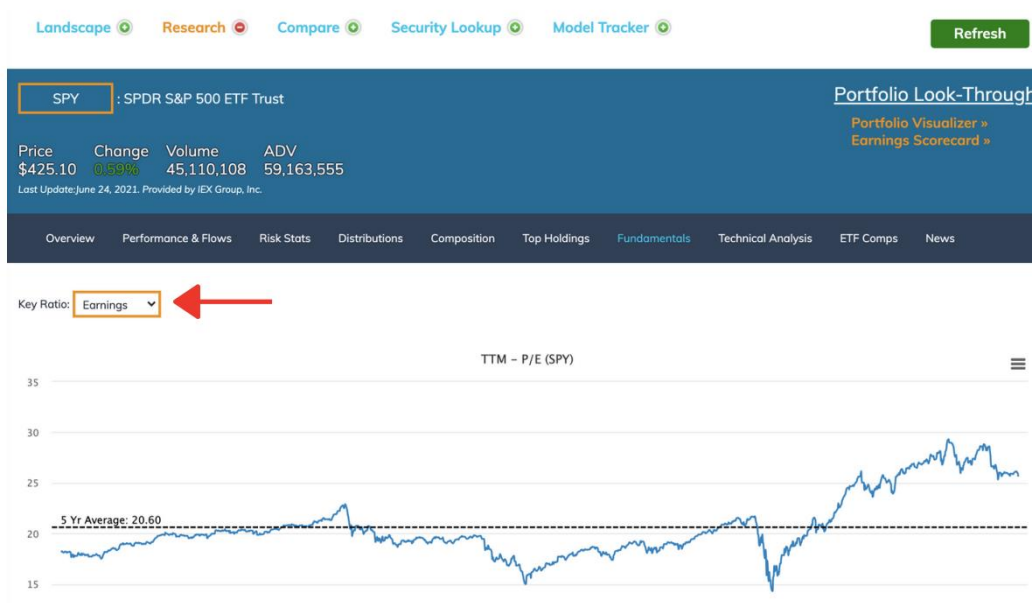 Landscape Research Compare Security Lookup Model Tracker Refresh
SPY : SPDR S&P 500 ETF Trust
Portfolio Look-Through
Portfolio Visualizer »
Earnings Scorecard »
Price Change Volume ADV
$425.10 0.59% 45,110,108 59,163,555
Last Update:June 24, 2021. Provided by IEX Group, Inc.
Overview Performance & Flows Risk Stats Distributions Composition Top Holdings Fundamentals Technical Analysis ETF Comps News
Key Ratio: Earnings
TTM – P/E (SPY)
35
30
25
5 Yr Average: 20.60
20
15